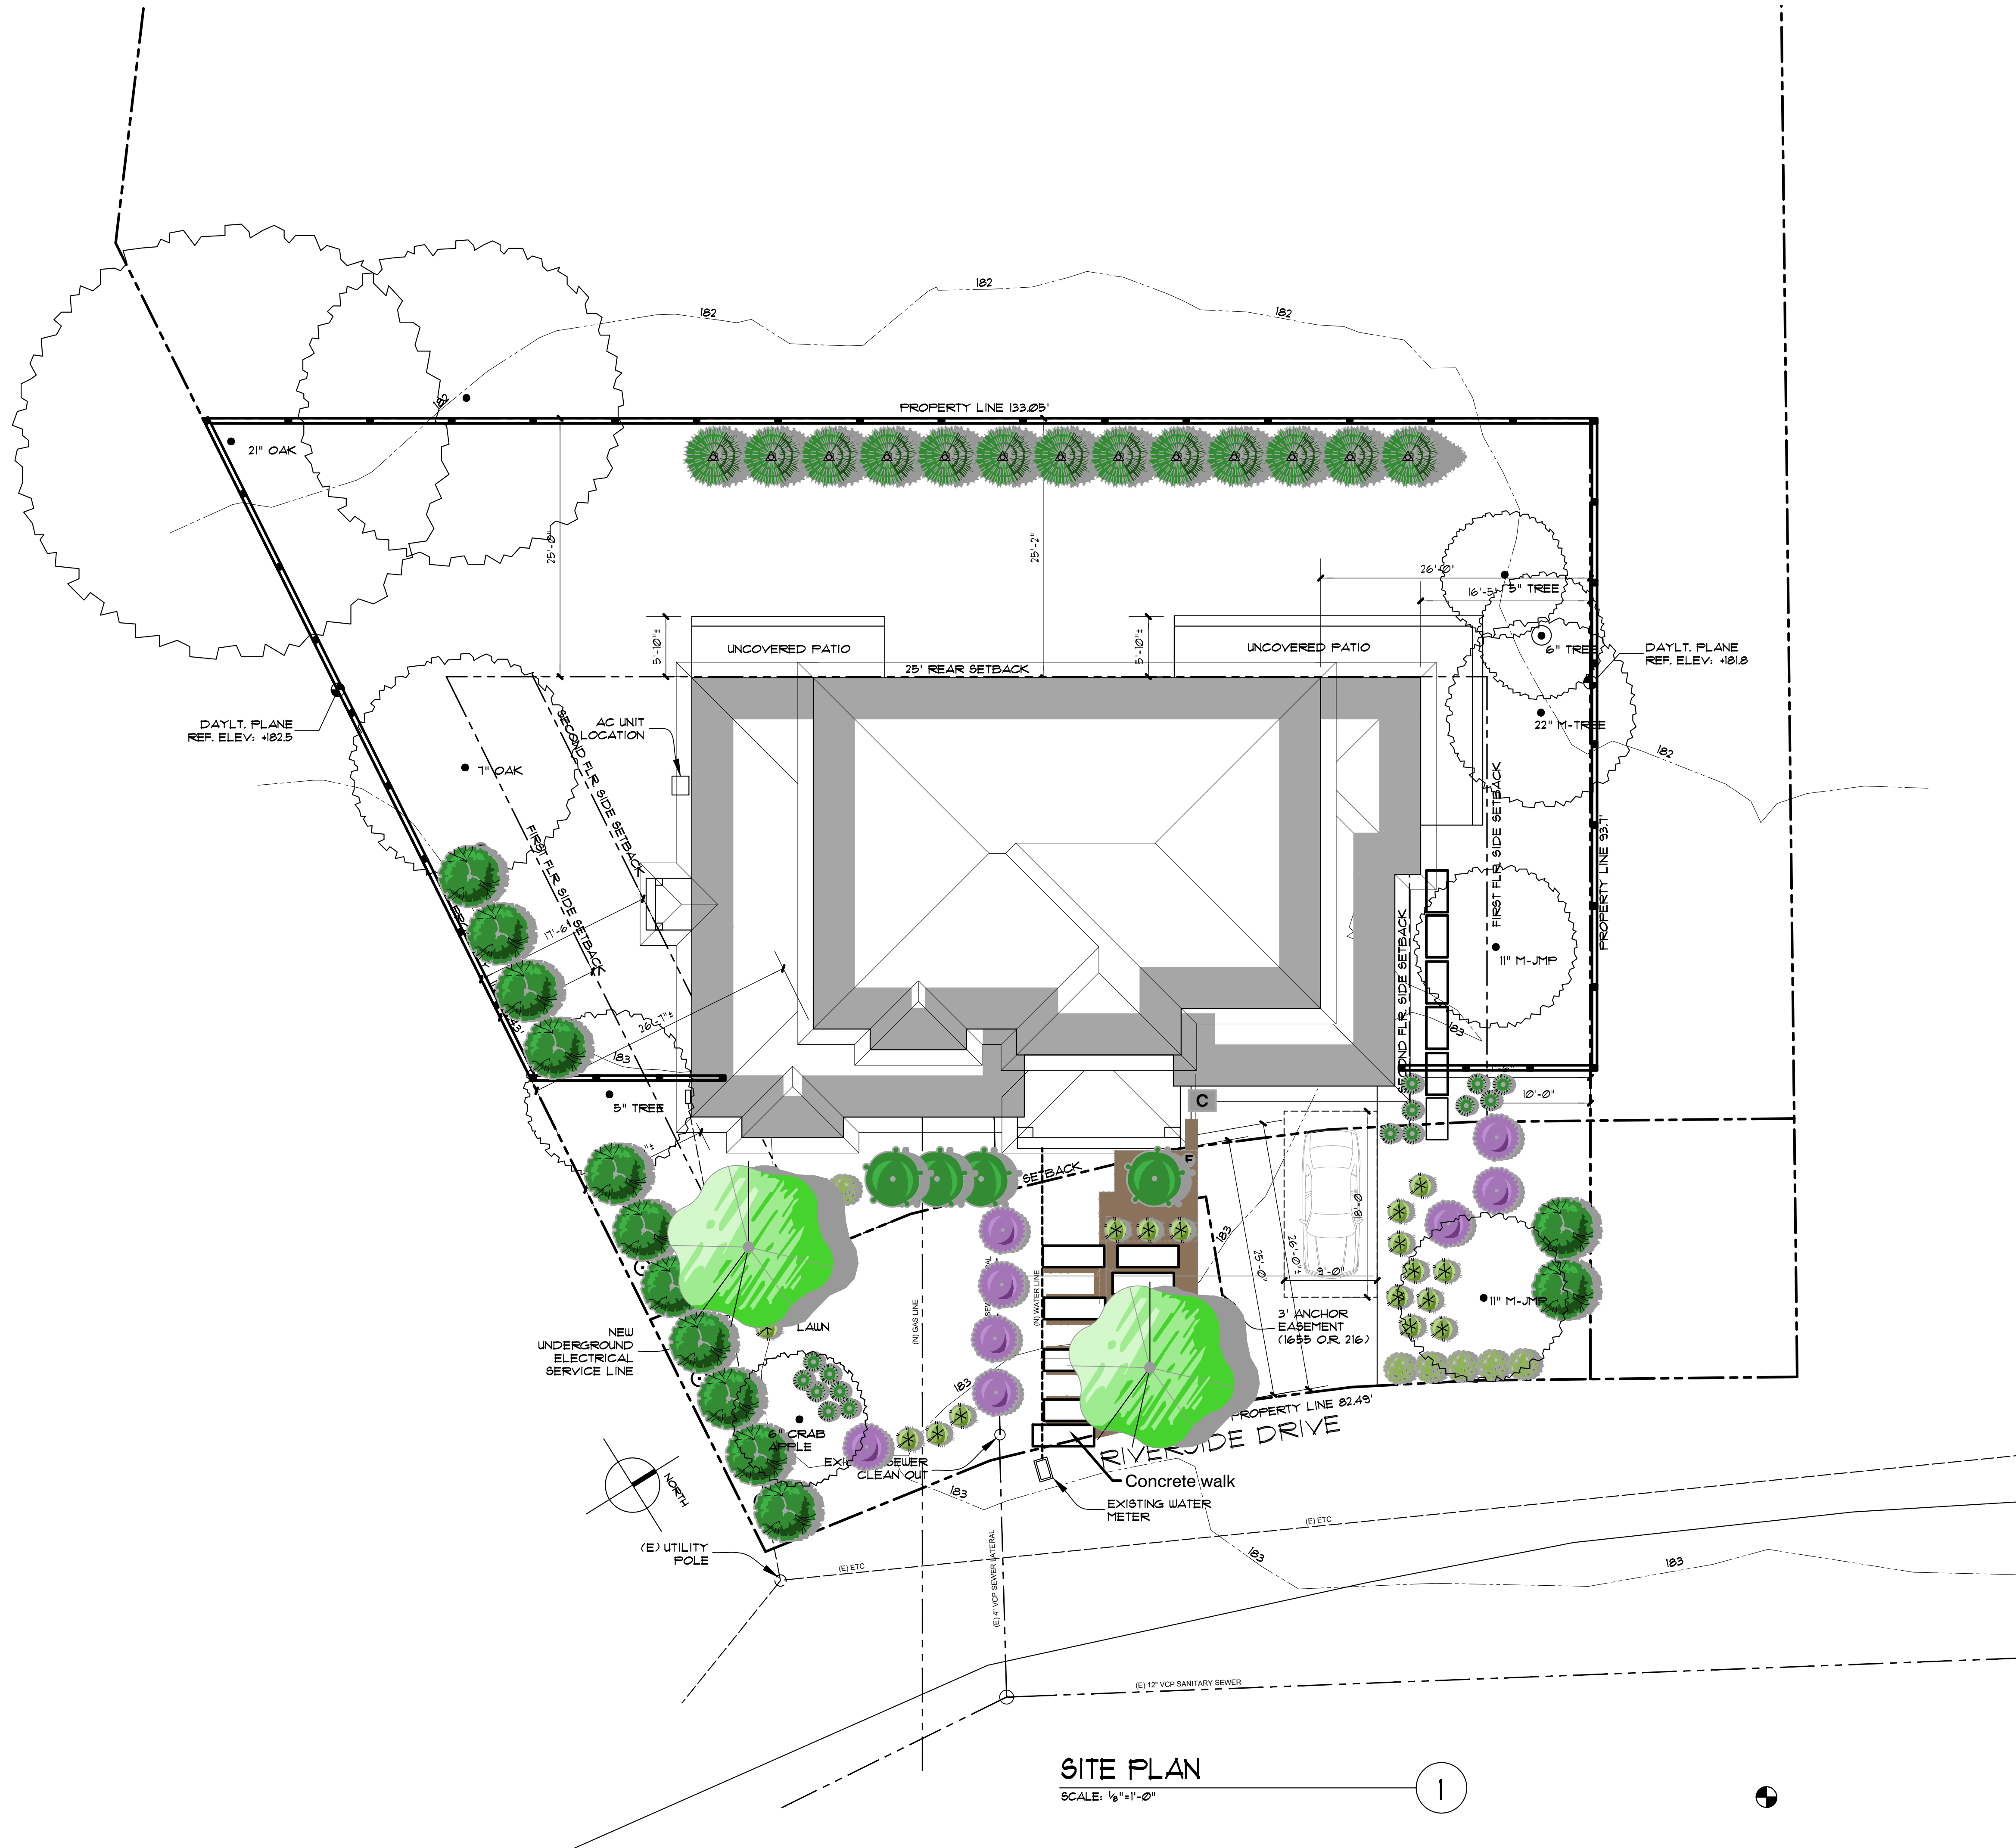 182
182
182
182
PROPERTY LINE 133.05'
21" OAK
25'-0"
25'-2"
26'-0"
16'-5"
5" TREE
5'-10"±
UNCOVERED PATIO
5'-10"±
UNCOVERED PATIO
6" TREE
DAYLT. PLANE
REF. ELEV: +181.8
25' REAR SETBACK
DAYLT. PLANE
REF. ELEV: +182.5
AC UNIT
LOCATION
SECOND FLR SIDE SETBACK
22" M-TREE
182
7" OAK
FIRST FLR SIDE SETBACK
FIRST FLR SIDE SETBACK
PROPERTY LINE 93.7'
17'-6"
SECOND FLR SIDE SETBACK
11" M-JMP
26'-7"±
183
183
5" TREE
C
10'-0"
SETBACK
18'-0"
183
25'-0"
26'-0"±
9'-0"
(N) GAS LINE
(N) WATER LINE
11" M-JMP
3' ANCHOR
EASEMENT
(1655 O.R. 216)
LAWN
NEW
UNDERGROUND
ELECTRICAL
SERVICE LINE
183
PROPERTY LINE 82.49'
RIVERSIDE DRIVE
6" CRAB
APPLE
SEWER
CLEAN OUT
NORTH
Concrete walk
183
EXISTING WATER
METER
(E) ETC
(E) UTILITY
POLE
(E) ETC
183
183
(E) 4" VCP SEWER LATERAL
(E) 12" VCP SANITARY SEWER
SITE PLAN
SCALE: ⅛"=1'-0"
1